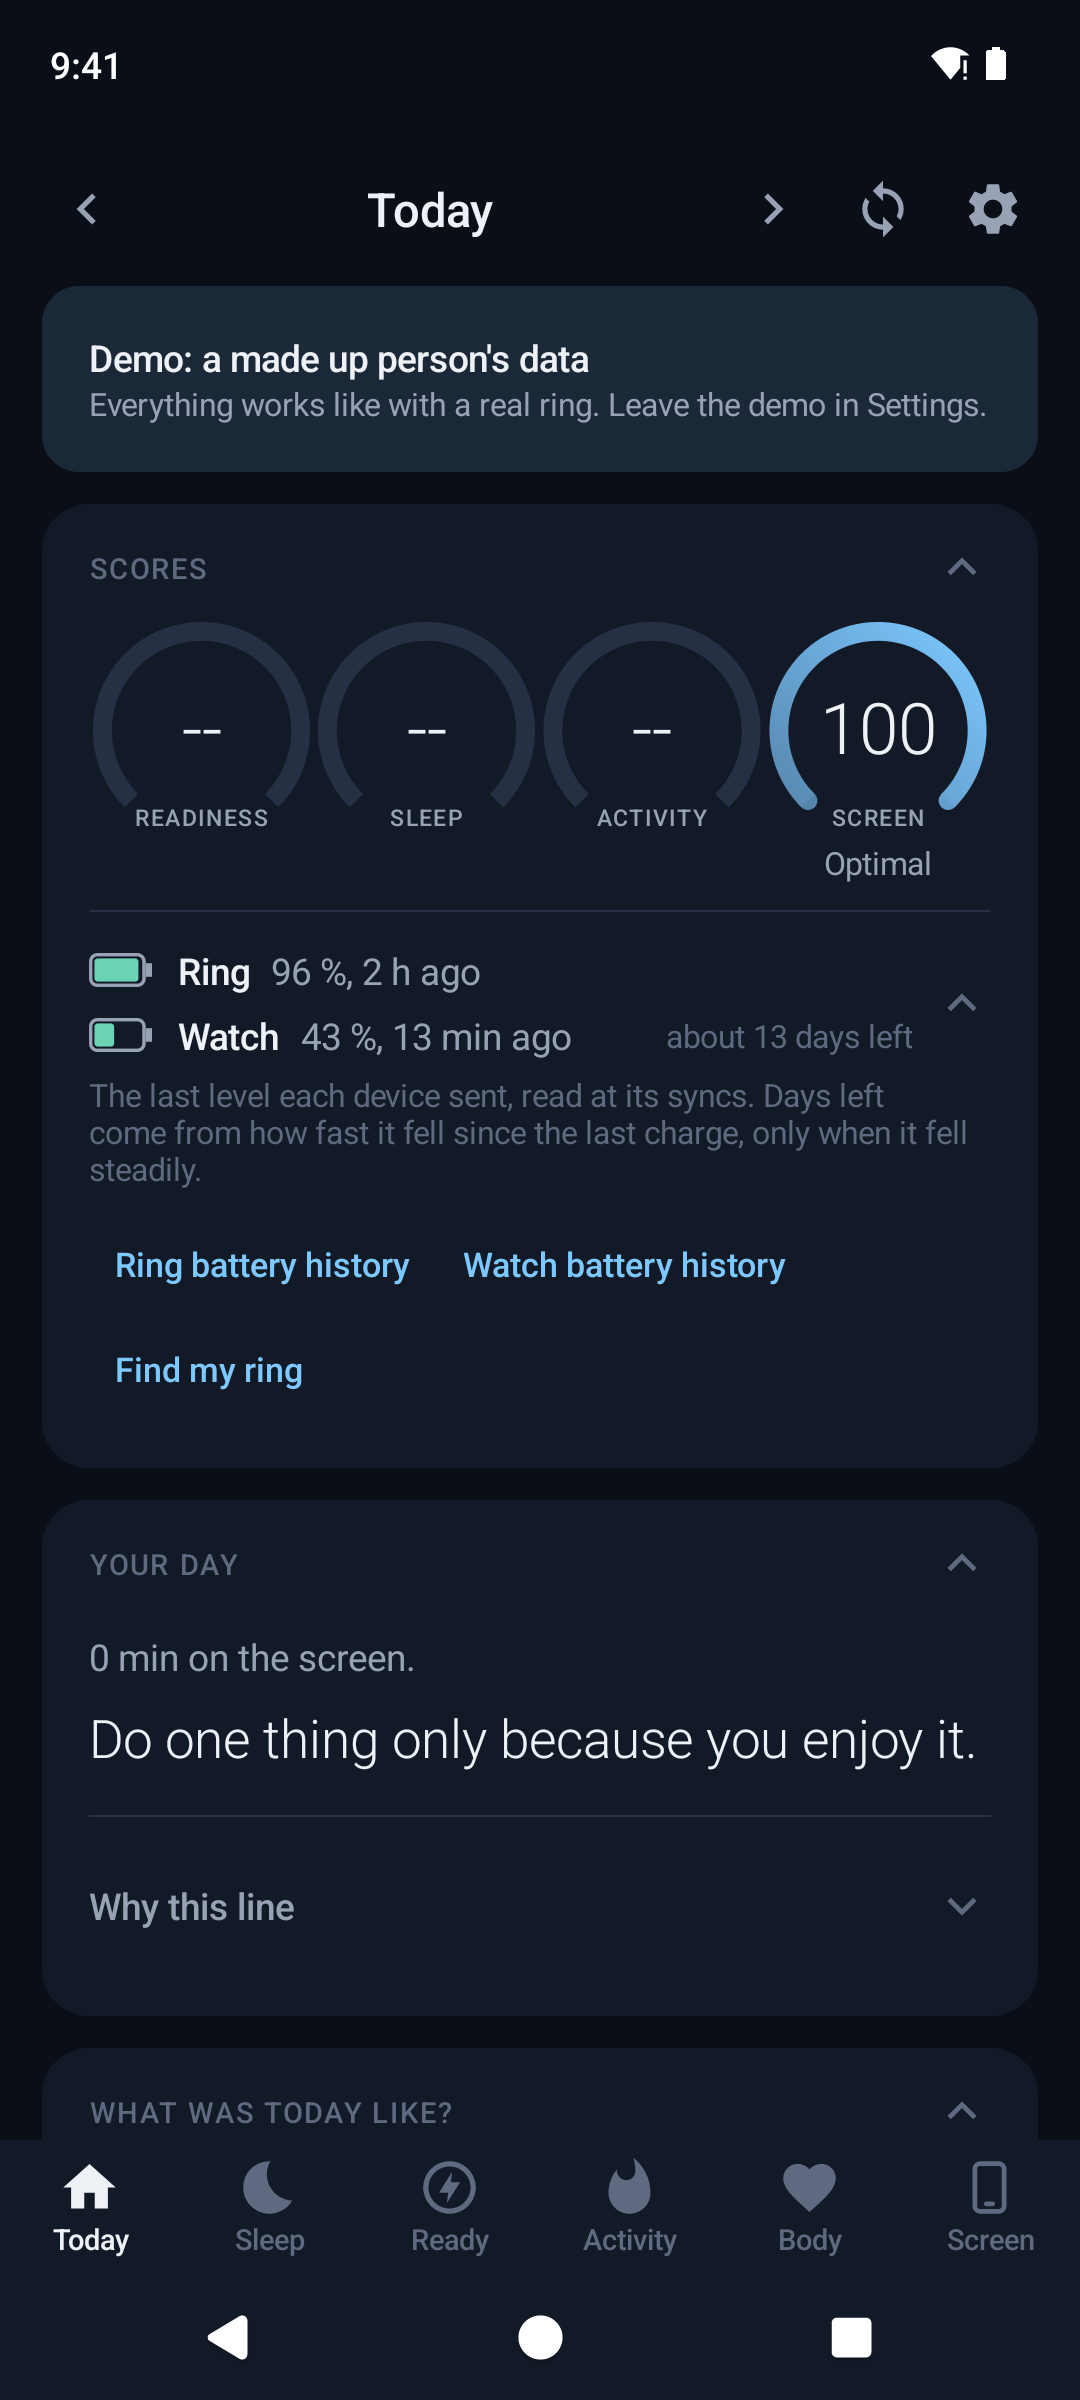 9:41
Today
Demo: a made up person's data
Everything works like with a real ring. Leave the demo in Settings.
SCORES
-- -- -- 100
READINESS SLEEP ACTIVITY SCREEN
Optimal
Ring 96 %, 2 h ago
Watch 43 %, 13 min ago about 13 days left
The last level each device sent, read at its syncs. Days left
come from how fast it fell since the last charge, only when it fell
steadily.
Ring battery history Watch battery history
Find my ring
YOUR DAY
0 min on the screen.
Do one thing only because you enjoy it.
Why this line
WHAT WAS TODAY LIKE?
Today Sleep Ready Activity Body Screen